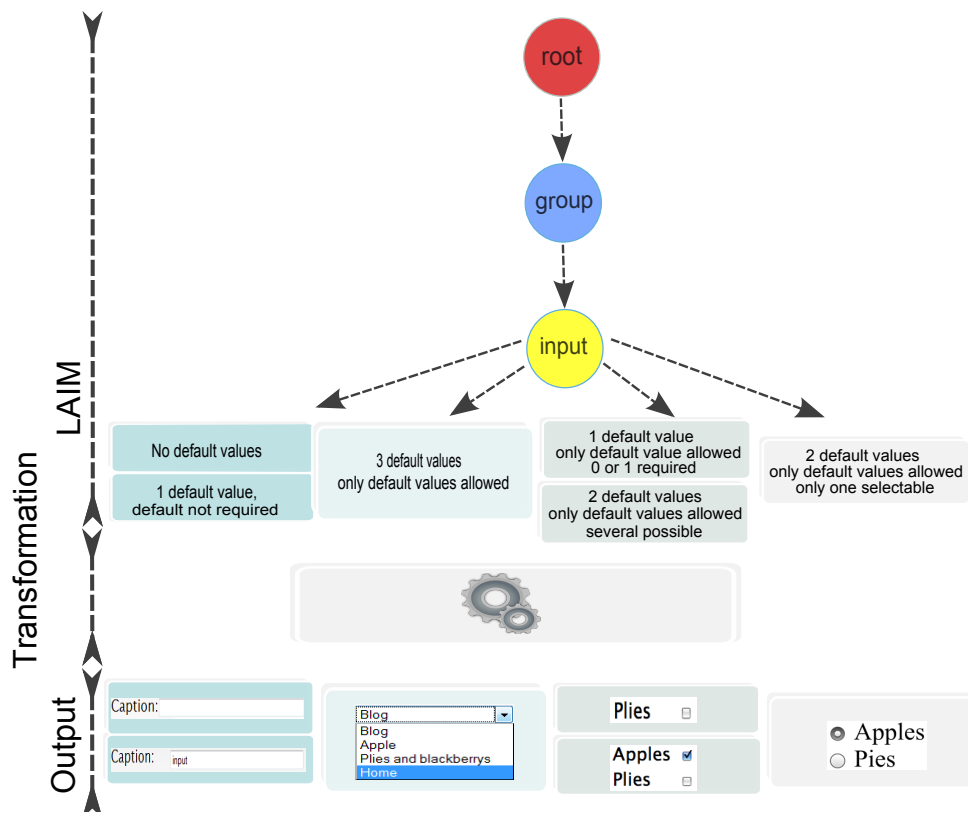 root
group
input
LAIM
No default values
1 default value,
default not required
3 default values
only default values allowed
1 default value
only default value allowed
0 or 1 required
2 default values
only default values allowed
several possible
2 default values
only default values allowed
only one selectable
Transformation
Output
Caption:
Caption: input
Blog
Blog
Apple
Plies and blackberrys
Home
Plies
Apples
Plies
Apples
Pies